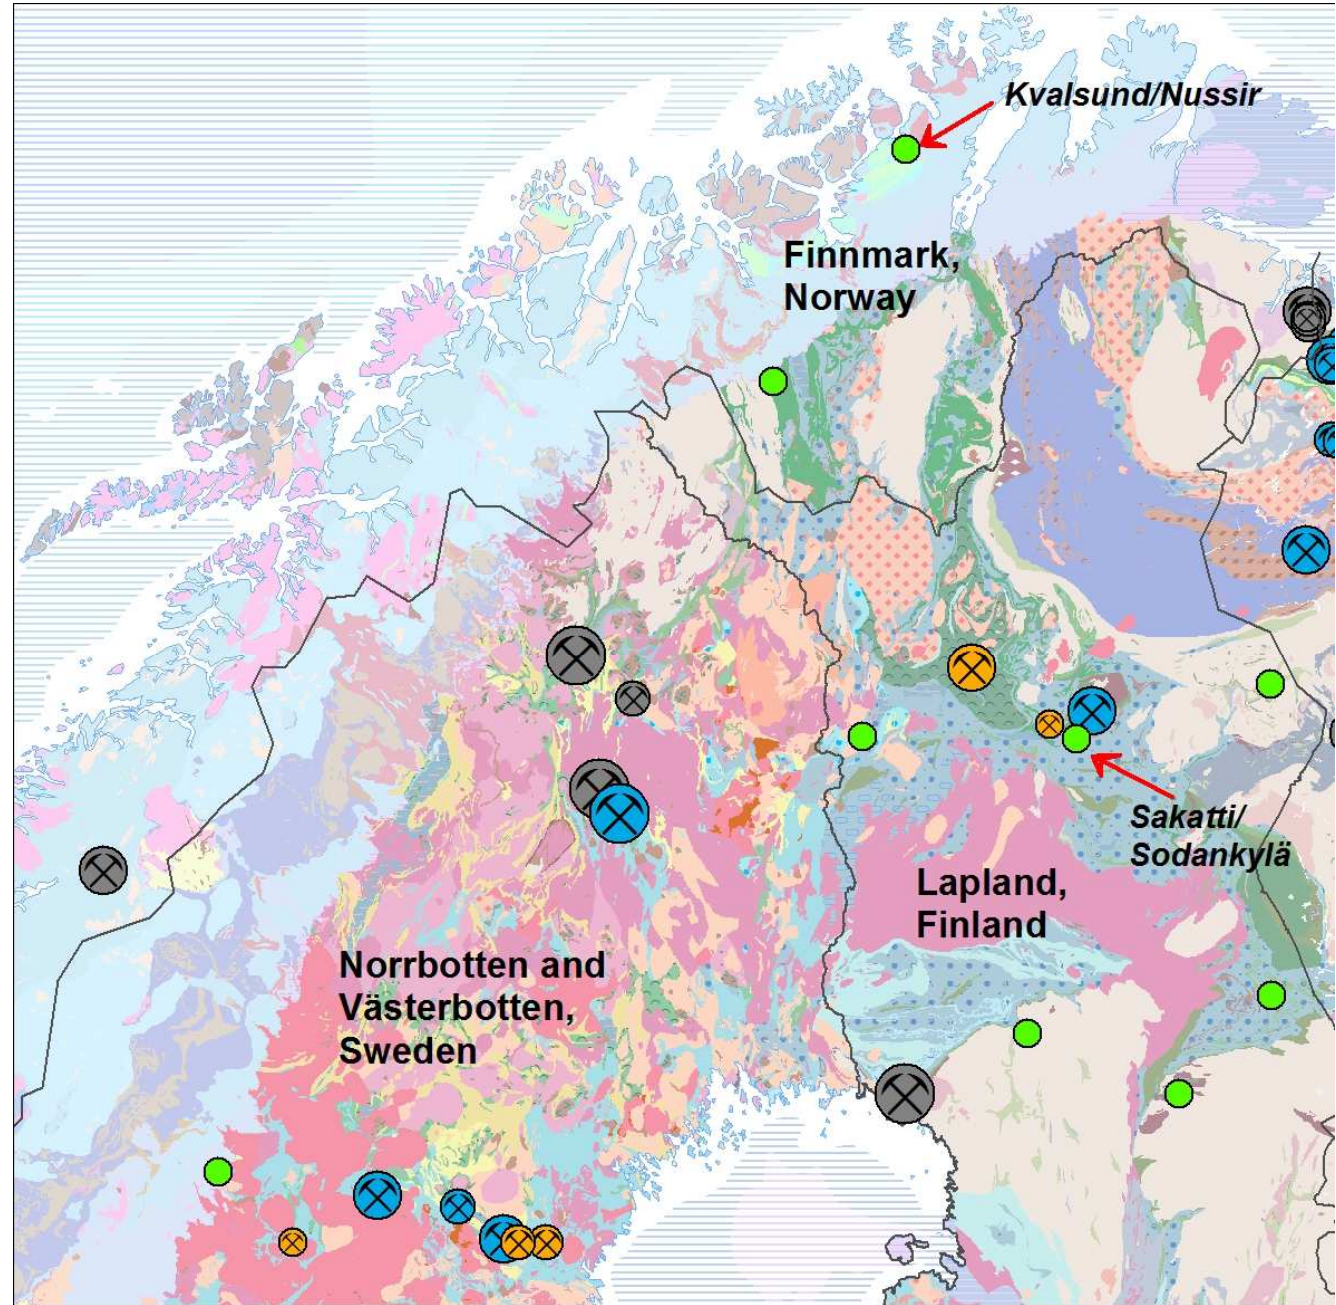 Kvalsund/Nussir
Finnmark,
Norway
Sakatti/
Sodankylä
Lapland,
Finland
Norrbotten and
Västerbotten,
Sweden